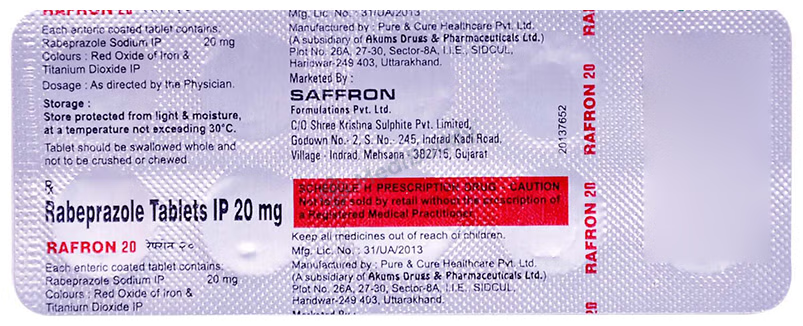 RAFRON 20
Each enteric coated tablet contains:
Rabeprazole Sodium IP 20 mg
Colours : Red Oxide of Iron &
Titanium Dioxide IP
Dosage : As directed by the Physician.
Storage :
Store protected from light & moisture,
at a temperature not exceeding 30°C.
Tablet should be swallowed whole and
not to be crushed or chewed
℞
Rabeprazole Tablets IP 20 mg
RAFRON 20 रेफरान २०
Each enteric coated tablet contains:
Rabeprazole Sodium IP 20 mg
Colours : Red Oxide of Iron &
Titanium Dioxide IP
Mfg. Lic. No. : 31/UA/2013
Manufactured by : Pure & Cure Healthcare Pvt. Ltd.
(A subsidiary of Akums Drugs & Pharmaceuticals Ltd.)
Plot No. 26A, 27-30, Sector-8A, I.I.E., SIDCUL,
Haridwar-249 403, Uttarakhand.
Marketed By :
SAFFRON
Formulations Pvt. Ltd.
C/O Shree Krishna Sulphite Pvt. Limited,
Godown No.- 2, S. No.- 245, Indrad Kadi Road,
Village - Indrad, Mehsana - 382715, Gujarat
SCHEDULE H PRESCRIPTION DRUG - CAUTION
Not to be sold by retail without the prescription of
a Registered Medical Practitioner.
Keep all medicines out of reach of children.
Mfg. Lic. No. : 31/UA/2013
Manufactured by : Pure & Cure Healthcare Pvt. Ltd.
(A subsidiary of Akums Drugs & Pharmaceuticals Ltd.)
Plot No. 26A, 27-30, Sector-8A, I.I.E., SIDCUL,
Haridwar-249 403, Uttarakhand.
Marketed By :
20137652
RAFRON 20
RAFRON 20
RAFRON 20
20